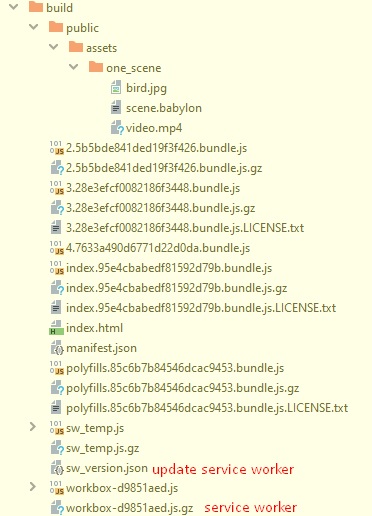 build
public
assets
one_scene
bird.jpg
scene.babylon
video.mp4
2.5b5bde841ded19f3f426.bundle.js
2.5b5bde841ded19f3f426.bundle.js.gz
3.28e3efcf0082186f3448.bundle.js
3.28e3efcf0082186f3448.bundle.js.gz
3.28e3efcf0082186f3448.bundle.js.LICENSE.txt
4.7633a490d6771d22d0da.bundle.js
index.95e4cbabedf81592d79b.bundle.js
index.95e4cbabedf81592d79b.bundle.js.gz
index.95e4cbabedf81592d79b.bundle.js.LICENSE.txt
index.html
manifest.json
polyfills.85c6b7b84546dcac9453.bundle.js
polyfills.85c6b7b84546dcac9453.bundle.js.gz
polyfills.85c6b7b84546dcac9453.bundle.js.LICENSE.txt
sw_temp.js
sw_temp.js.gz
sw_version.json update service worker
workbox-d9851aed.js
workbox-d9851aed.js.gz service worker